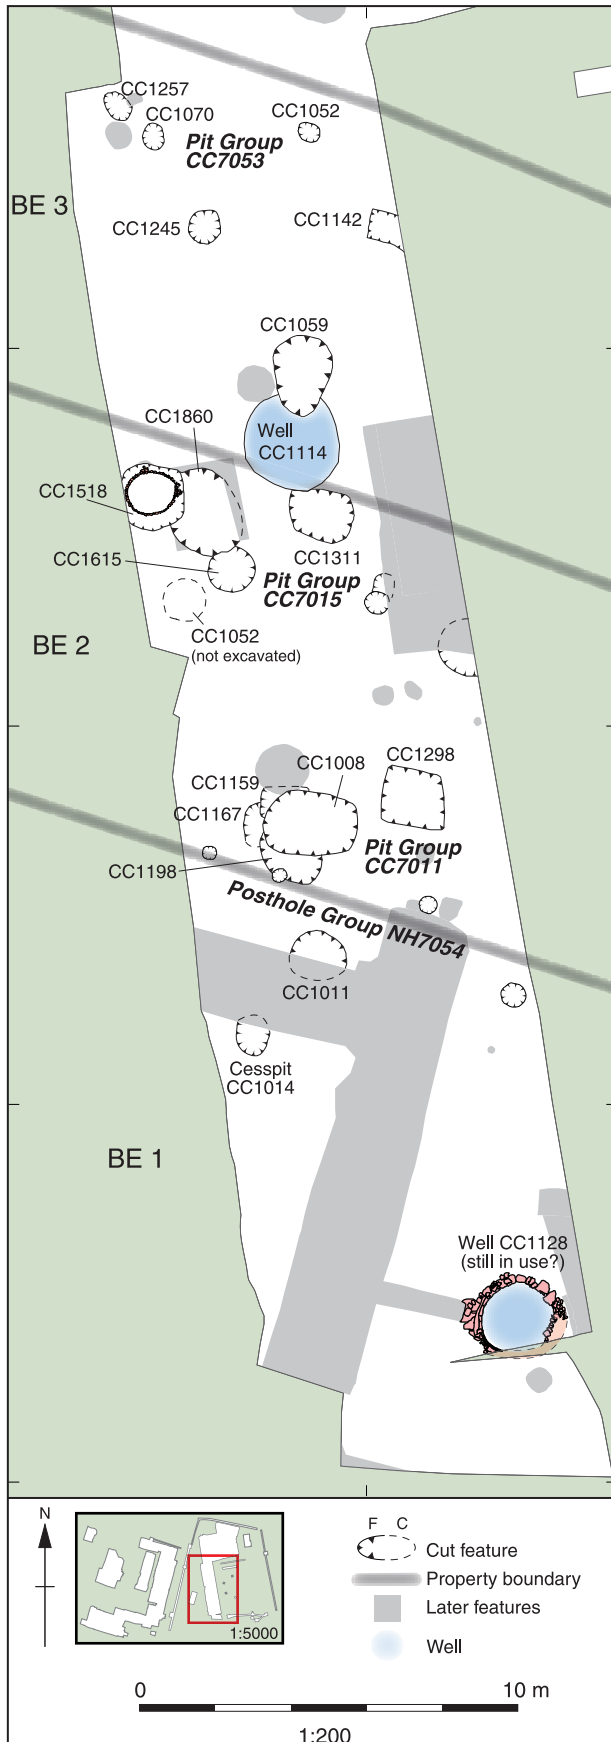 CC1257
CC1070
CC1052
Pit Group
CC7053
BE 3
CC1245
CC1142
CC1059
CC1860
Well
CC1114
CC1518
CC1311
CC1615
Pit Group
CC7015
CC1052
(not excavated)
BE 2
CC1298
CC1008
CC1159
CC1167
Pit Group
CC7011
CC1198
Posthole Group NH7054
CC1011
Cesspit
CC1014
BE 1
Well CC1128
(still in use?)
N
F C
Cut feature
Property boundary
Later features
Well
1:5000
0 10 m
1:200